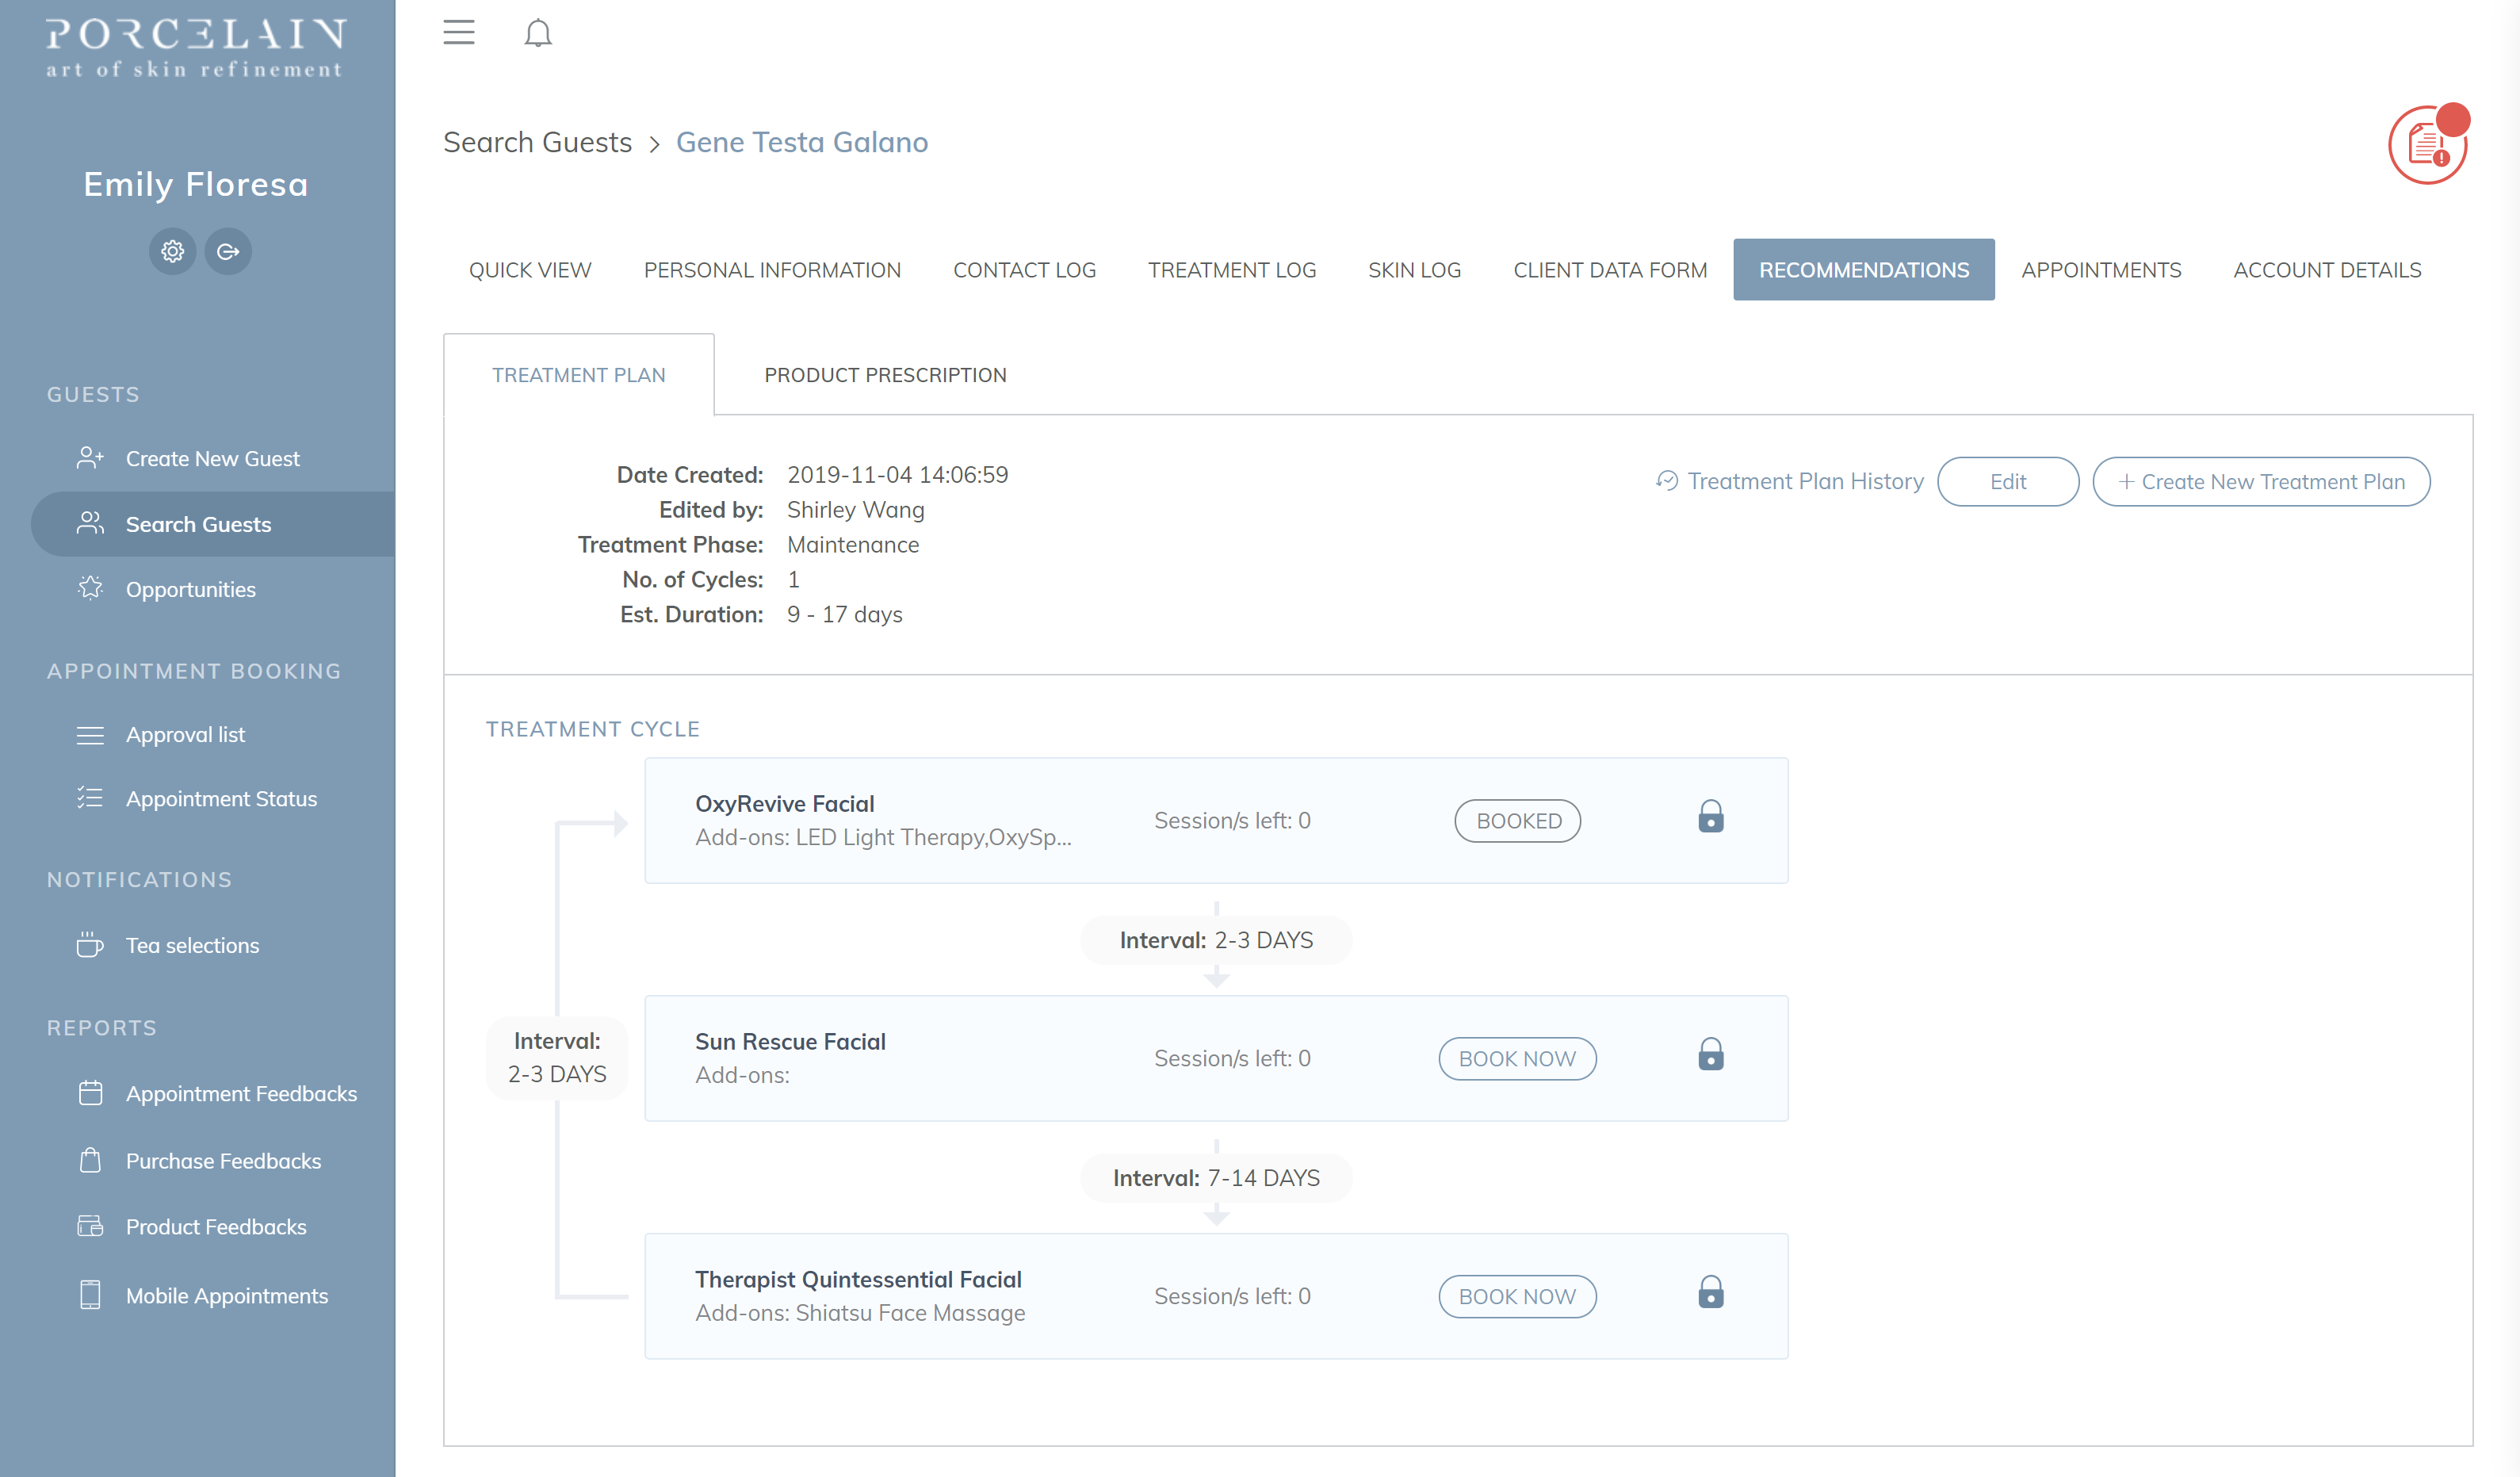 PORCELAIN
art of skin refinement
Emily Floresa
GUESTS
Create New Guest
Search Guests
Opportunities
APPOINTMENT BOOKING
Approval list
Appointment Status
NOTIFICATIONS
Tea selections
REPORTS
Appointment Feedbacks
Purchase Feedbacks
Product Feedbacks
Mobile Appointments
Search Guests > Gene Testa Galano
QUICK VIEW PERSONAL INFORMATION CONTACT LOG TREATMENT LOG SKIN LOG CLIENT DATA FORM RECOMMENDATIONS APPOINTMENTS ACCOUNT DETAILS
TREATMENT PLAN PRODUCT PRESCRIPTION
Date Created: 2019-11-04 14:06:59
Edited by: Shirley Wang
Treatment Phase: Maintenance
No. of Cycles: 1
Est. Duration: 9 - 17 days
Treatment Plan History Edit + Create New Treatment Plan
TREATMENT CYCLE
OxyRevive Facial
Add-ons: LED Light Therapy,OxySp...
Session/s left: 0
BOOKED
Interval: 2-3 DAYS
Interval:
2-3 DAYS
Sun Rescue Facial
Add-ons:
Session/s left: 0
BOOK NOW
Interval: 7-14 DAYS
Therapist Quintessential Facial
Add-ons: Shiatsu Face Massage
Session/s left: 0
BOOK NOW